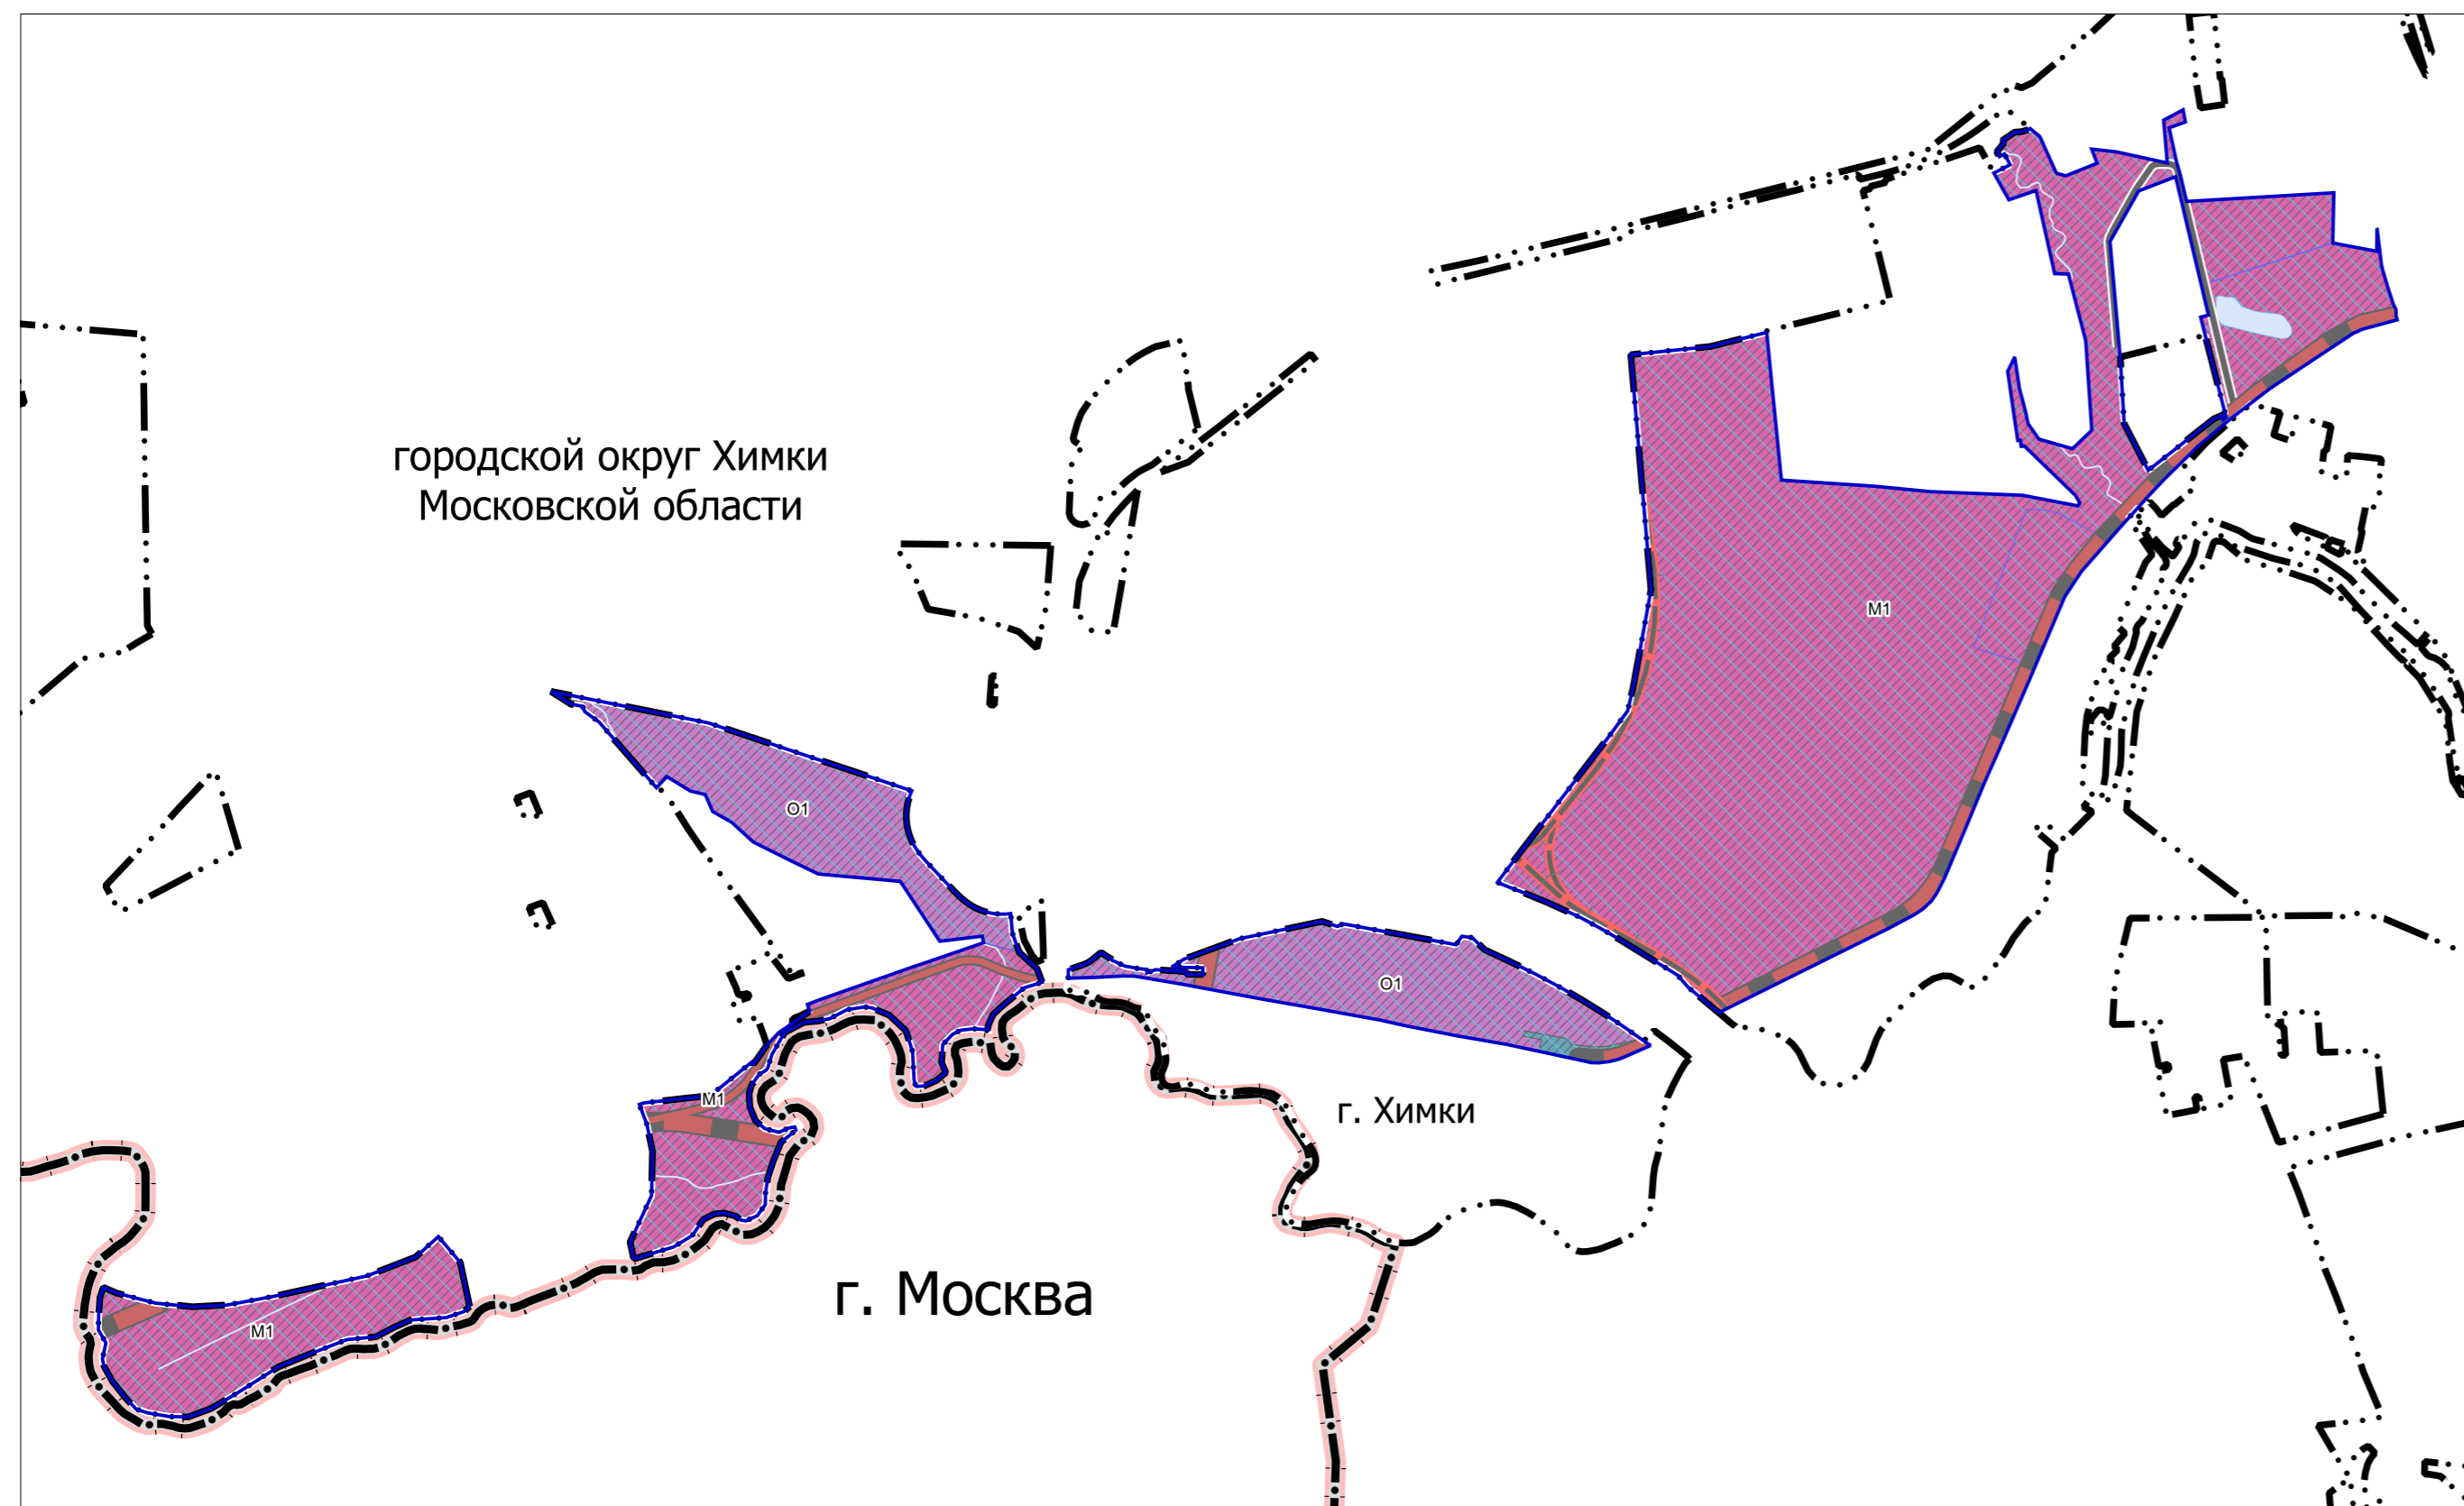 городской округ Химки
Московской области
М1
О1
О1
М1
г. Химки
г. Москва
М1